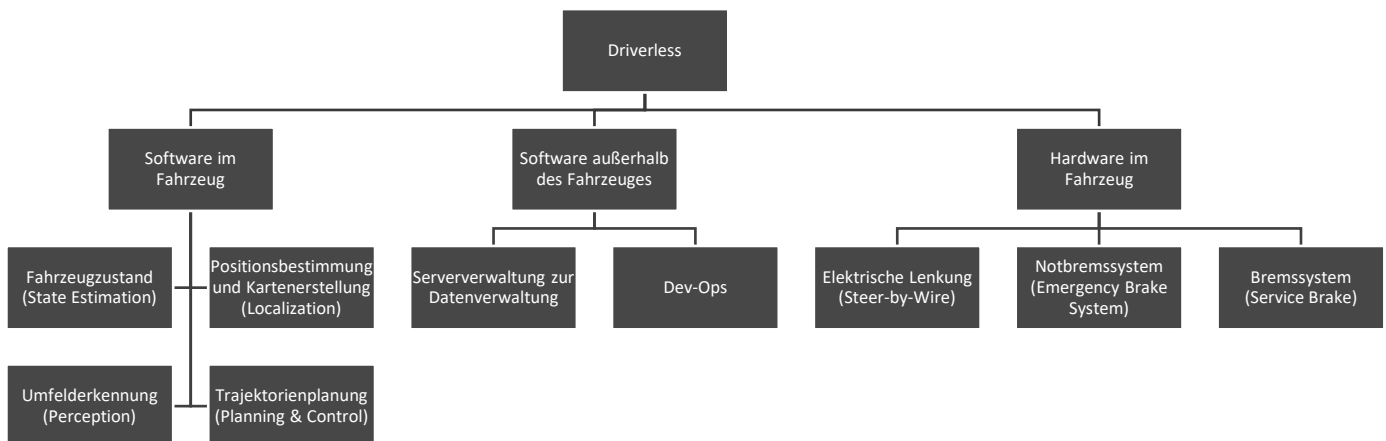 Driverless
Software im
Fahrzeug
Software außerhalb
des Fahrzeuges
Hardware im
Fahrzeug
Fahrzeugzustand
(State Estimation)
Positionsbestimmung
und Kartenerstellung
(Localization)
Serververwaltung zur
Datenverwaltung
Dev-Ops
Elektrische Lenkung
(Steer-by-Wire)
Notbremssystem
(Emergency Brake
System)
Bremssystem
(Service Brake)
Umfelderkennung
(Perception)
Trajektorienplanung
(Planning & Control)